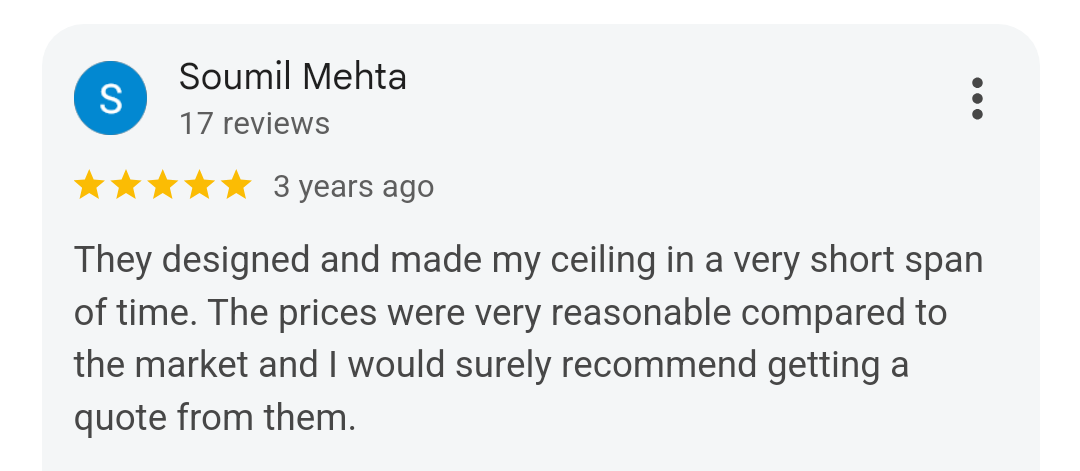 S
Soumil Mehta
17 reviews
3 years ago
They designed and made my ceiling in a very short span
of time. The prices were very reasonable compared to
the market and I would surely recommend getting a
quote from them.